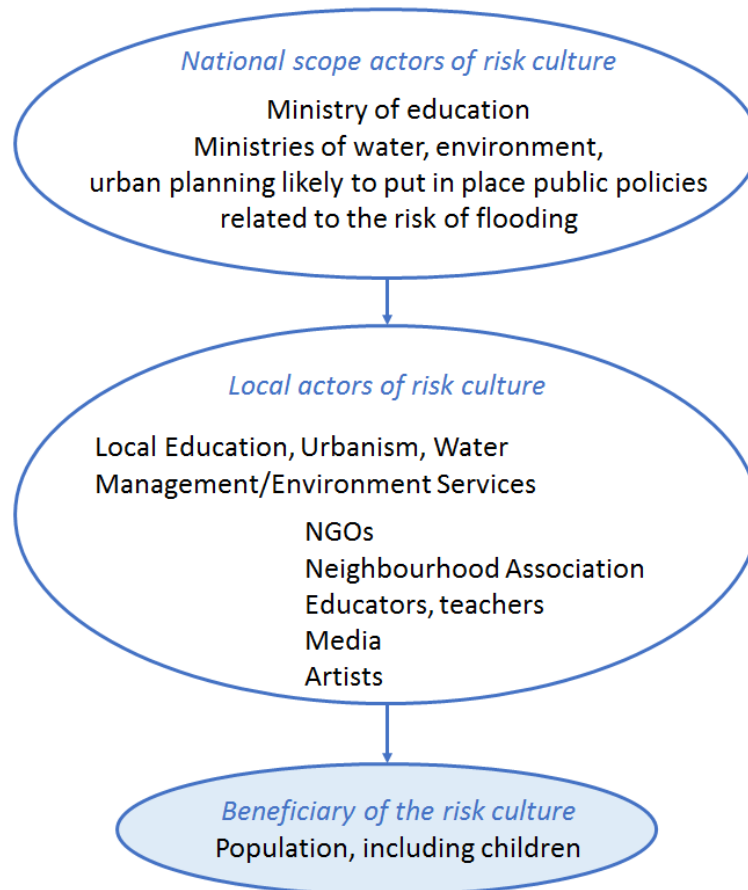 National scope actors of risk culture
Ministry of education
Ministries of water, environment,
urban planning likely to put in place public policies
related to the risk of flooding
Local actors of risk culture
Local Education, Urbanism, Water
Management/Environment Services
NGOs
Neighbourhood Association
Educators, teachers
Media
Artists
Beneficiary of the risk culture
Population, including children